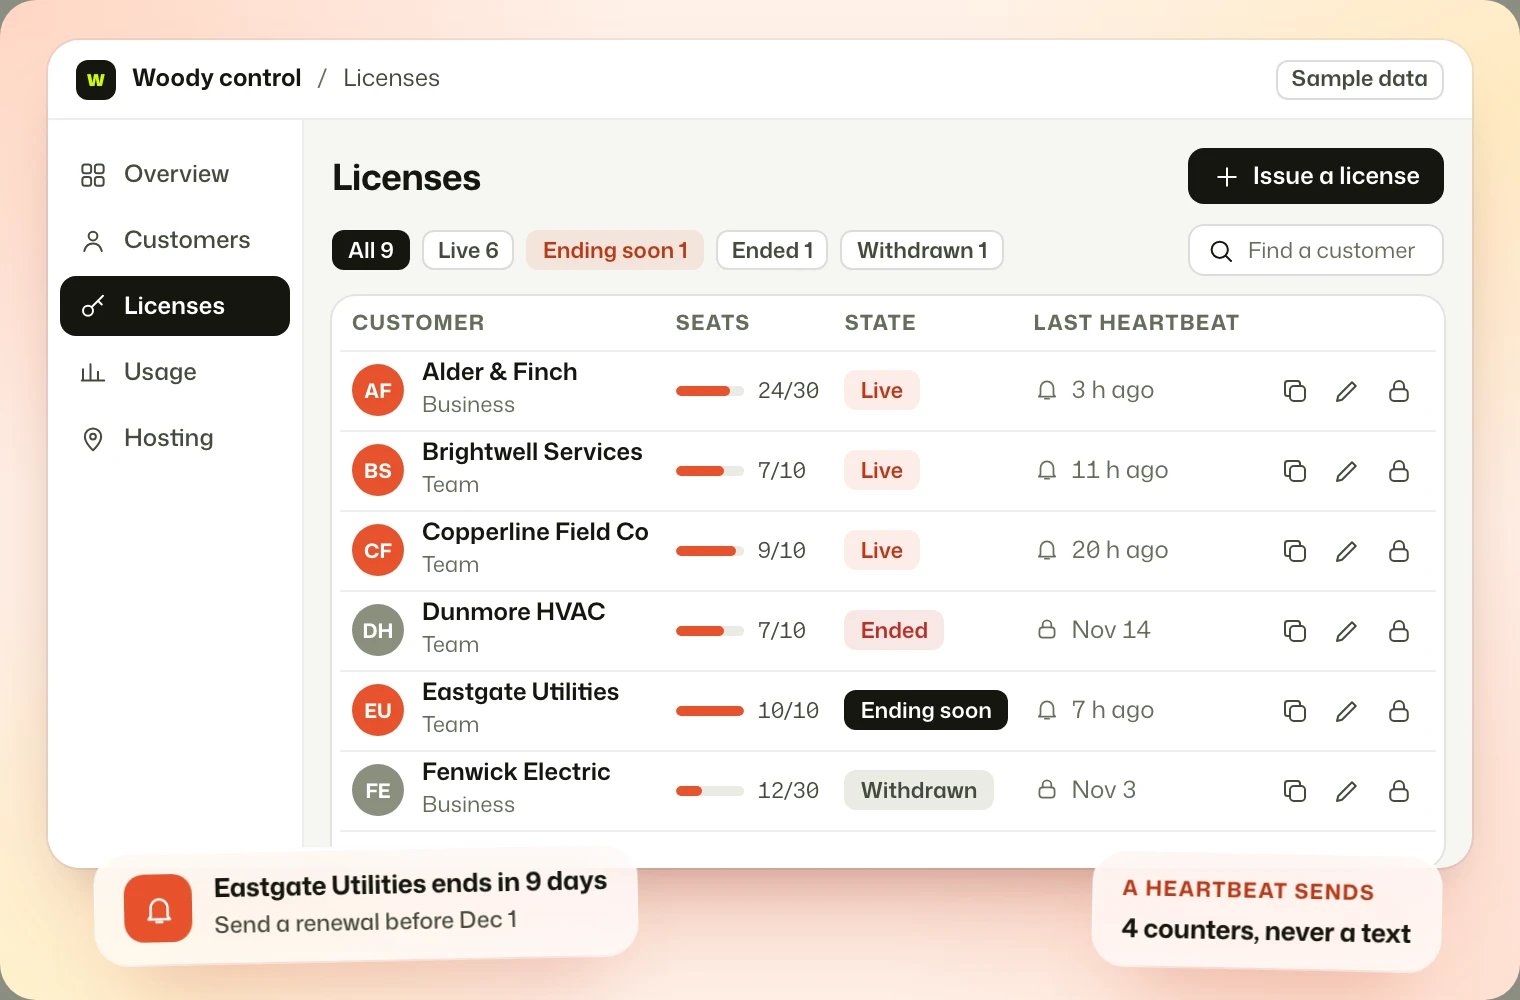 w Woody control / Licenses
Sample data
Overview
Customers
Licenses
Usage
Hosting
Licenses
+ Issue a license
All 9
Live 6
Ending soon 1
Ended 1
Withdrawn 1
Find a customer
CUSTOMER SEATS STATE LAST HEARTBEAT
AF Alder & Finch
Business
24/30 Live 3 h ago
BS Brightwell Services
Team
7/10 Live 11 h ago
CF Copperline Field Co
Team
9/10 Live 20 h ago
DH Dunmore HVAC
Team
7/10 Ended Nov 14
EU Eastgate Utilities
Team
10/10 Ending soon 7 h ago
FE Fenwick Electric
Business
12/30 Withdrawn Nov 3
Eastgate Utilities ends in 9 days
Send a renewal before Dec 1
A HEARTBEAT SENDS
4 counters, never a text